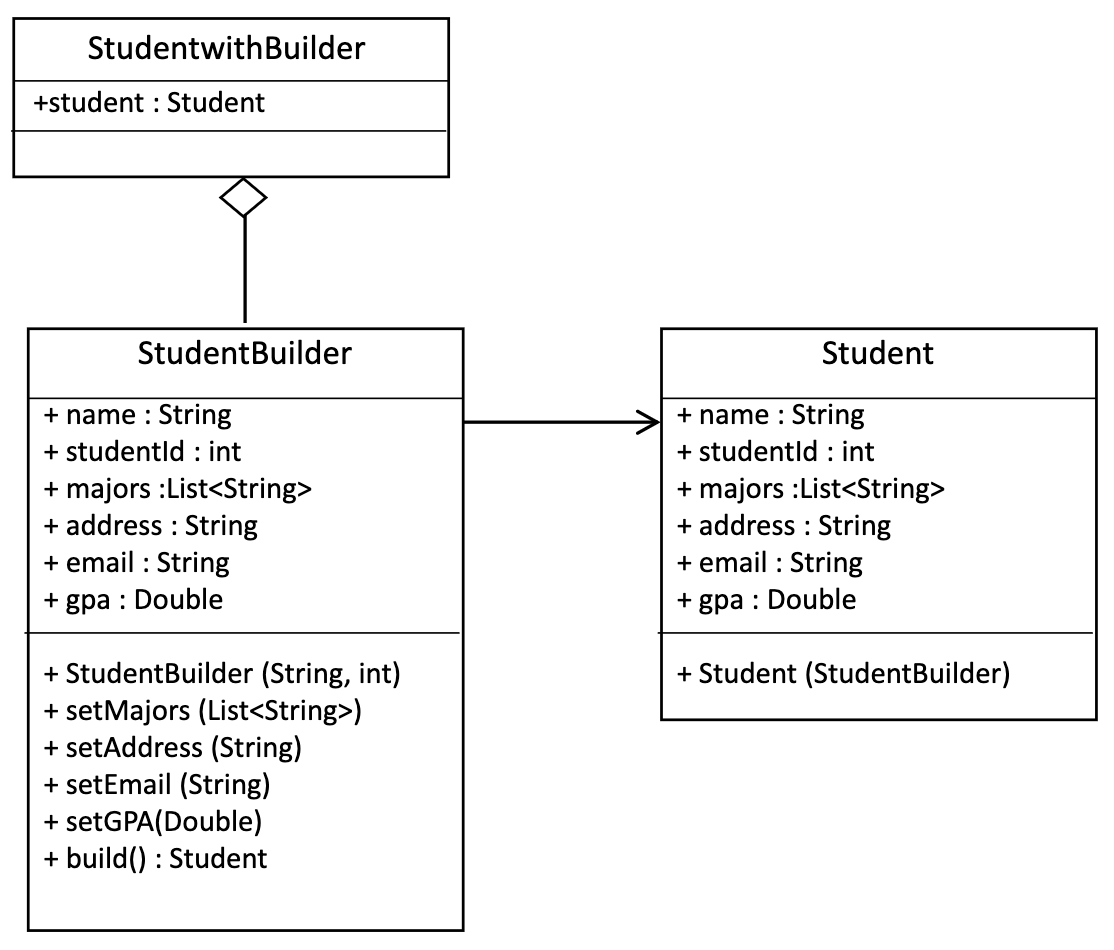 StudentwithBuilder
+student : Student
StudentBuilder
+ name : String
+ studentId : int
+ majors :List<String>
+ address : String
+ email : String
+ gpa : Double
+ StudentBuilder (String, int)
+ setMajors (List<String>)
+ setAddress (String)
+ setEmail (String)
+ setGPA(Double)
+ build() : Student
Student
+ name : String
+ studentId : int
+ majors :List<String>
+ address : String
+ email : String
+ gpa : Double
+ Student (StudentBuilder)